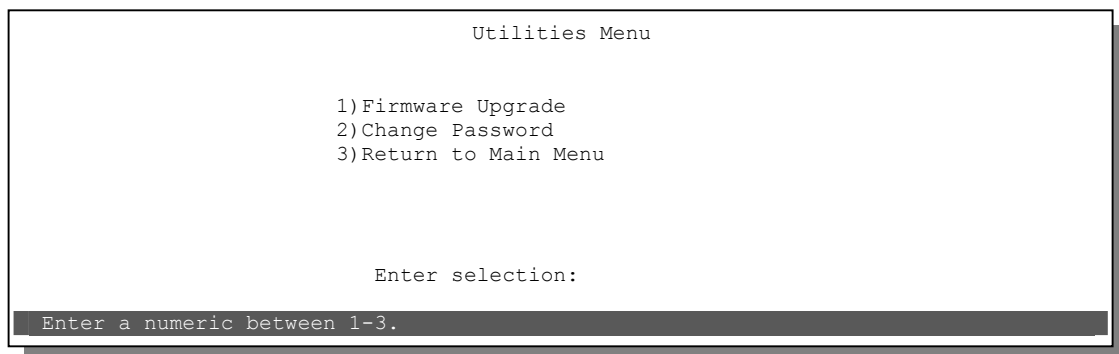 Utilities Menu
1)Firmware Upgrade
2)Change Password
3)Return to Main Menu
Enter selection:
Enter a numeric between 1-3.